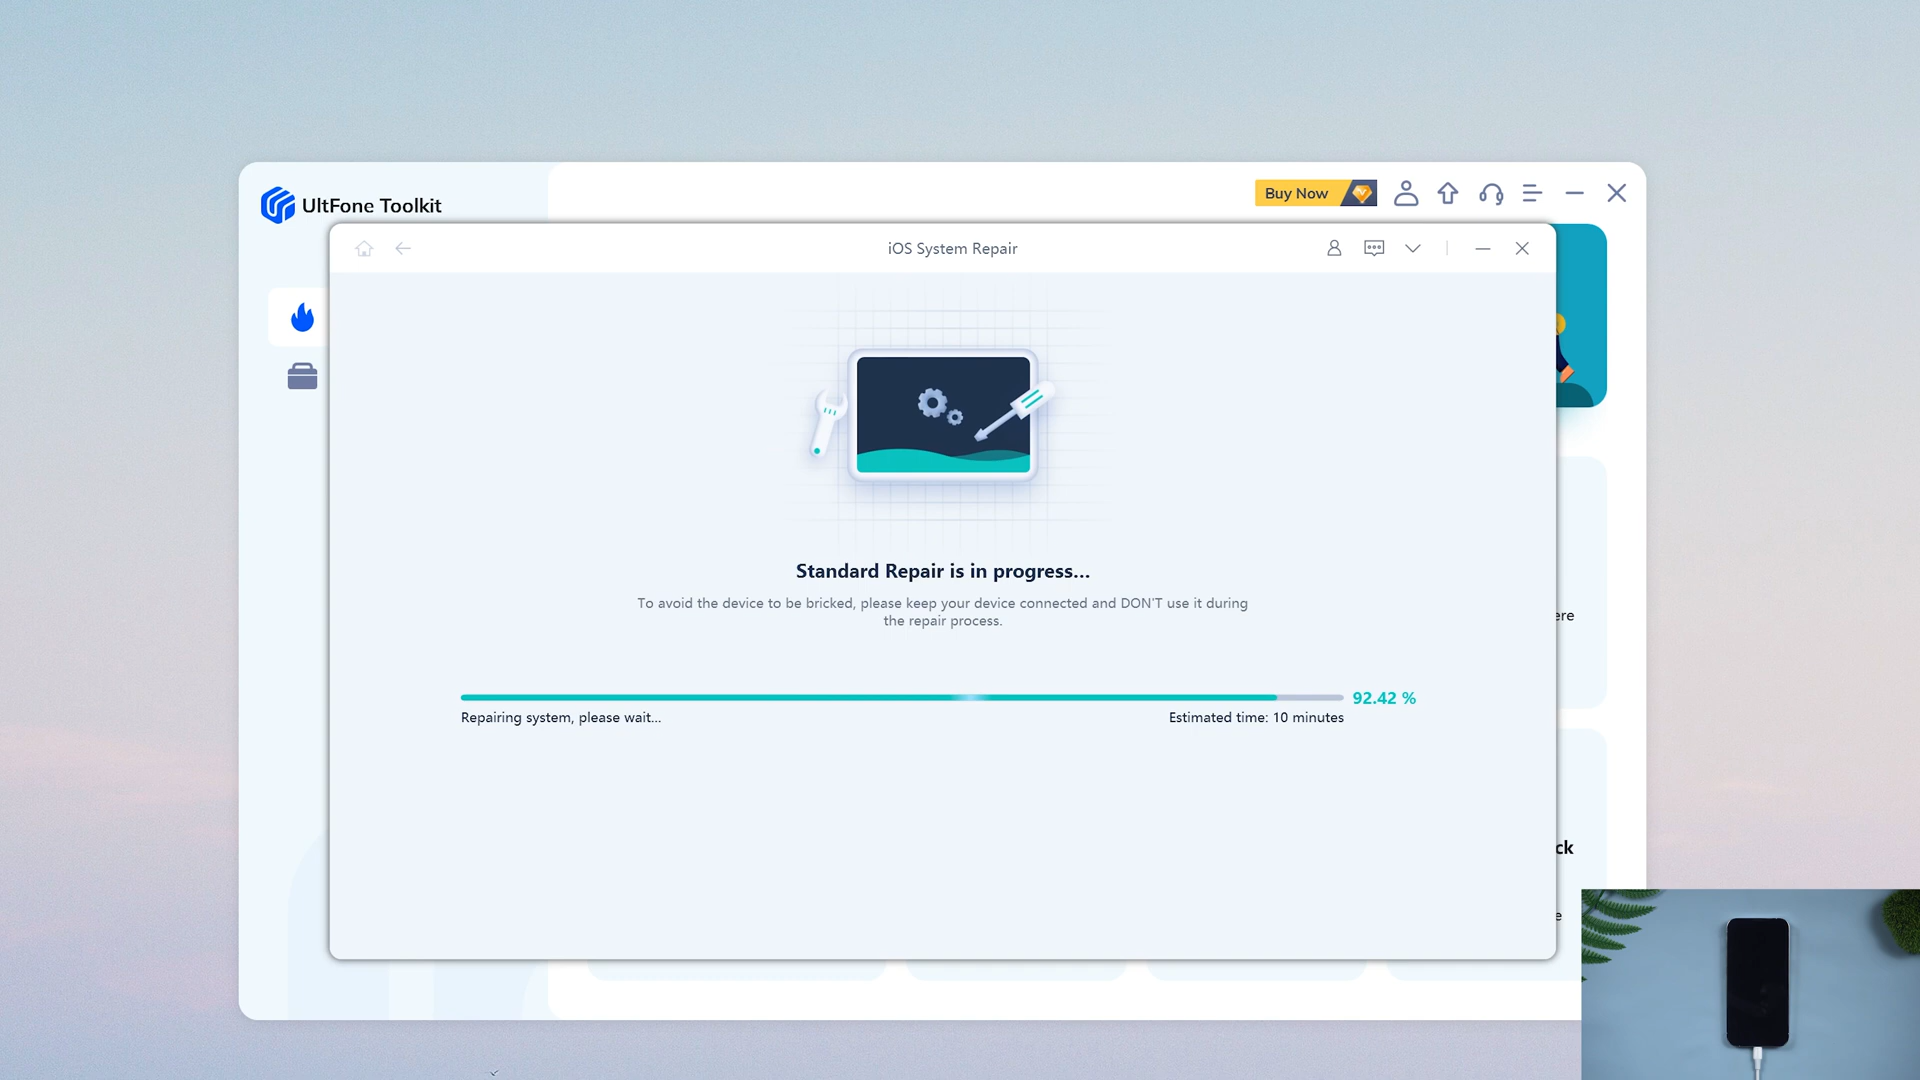 UltFone Toolkit
Buy Now
iOS System Repair
Standard Repair is in progress...
To avoid the device to be bricked, please keep your device connected and DON'T use it during
the repair process.
92.42 %
Repairing system, please wait...
Estimated time: 10 minutes
ere
ck
e